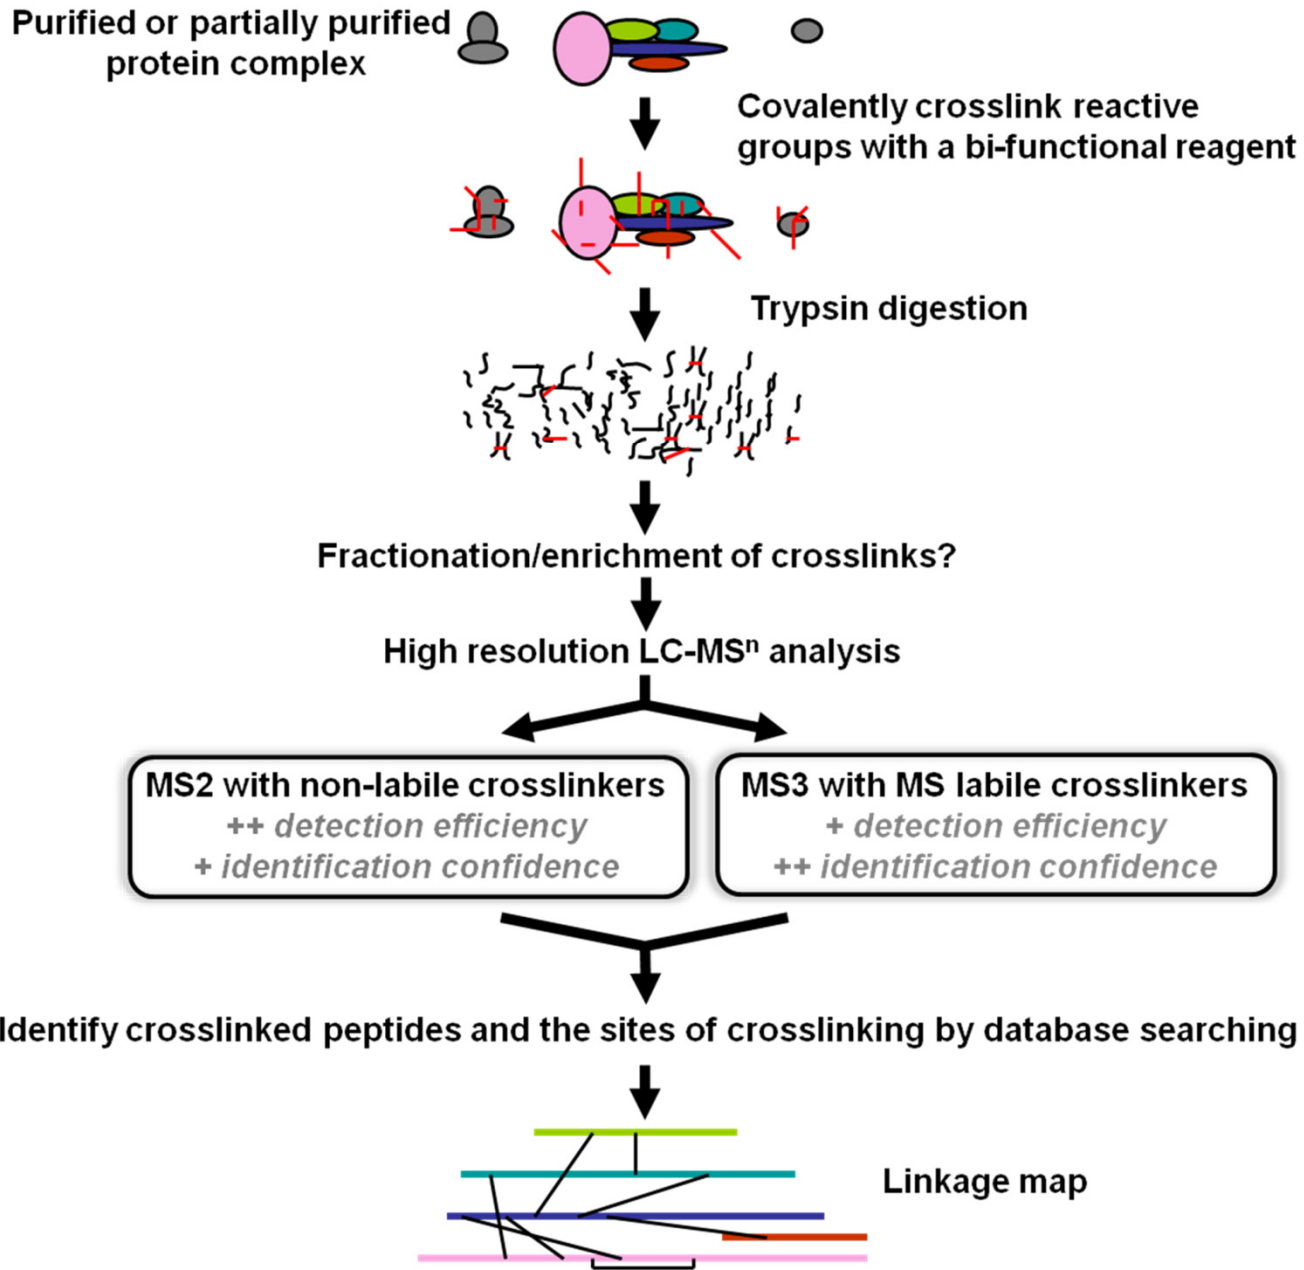 Purified or partially purified
protein complex
Covalently crosslink reactive
groups with a bi-functional reagent
Trypsin digestion
Fractionation/enrichment of crosslinks?
High resolution LC-MSⁿ analysis
MS2 with non-labile crosslinkers
++ detection efficiency
+ identification confidence
MS3 with MS labile crosslinkers
+ detection efficiency
++ identification confidence
Identify crosslinked peptides and the sites of crosslinking by database searching
Linkage map